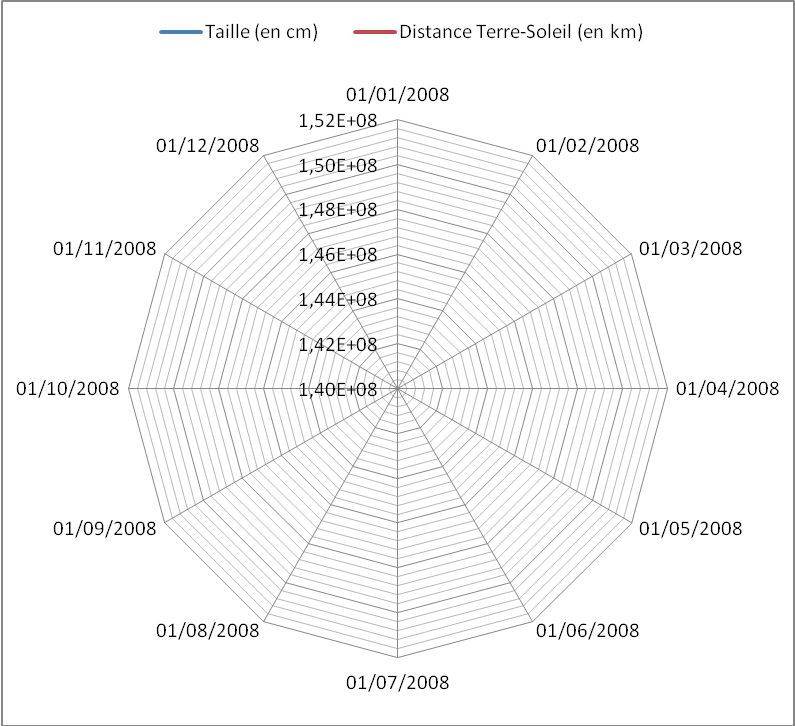 Taille (en cm) Distance Terre-Soleil (en km)
01/01/2008
1,52E+08
01/12/2008 01/02/2008
1,50E+08
1,48E+08
01/11/2008 1,46E+08 01/03/2008
1,44E+08
1,42E+08
01/10/2008 1,40E+08 01/04/2008
01/09/2008 01/05/2008
01/08/2008 01/06/2008
01/07/2008